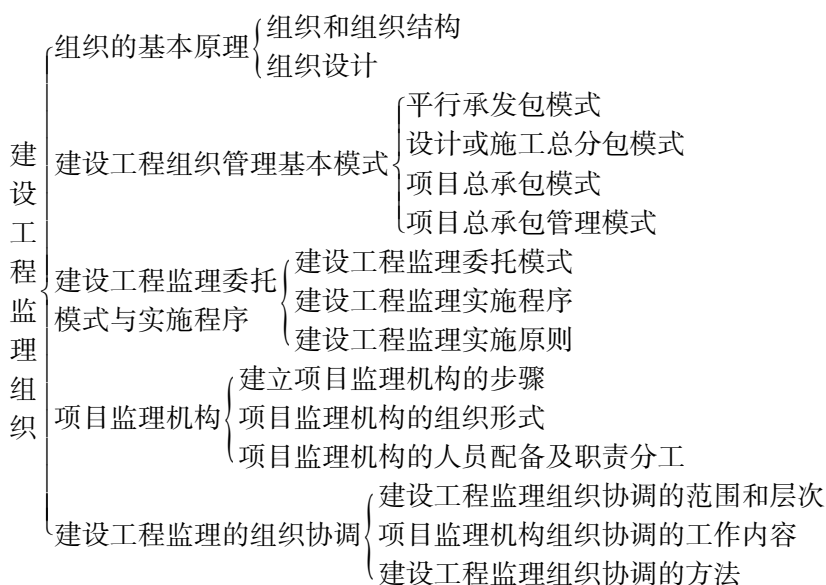 建设工程监理组织
组织的基本原理
组织和组织结构
组织设计
建设工程组织管理基本模式
平行承发包模式
设计或施工总分包模式
项目总承包模式
项目总承包管理模式
建设工程监理委托
模式与实施程序
建设工程监理委托模式
建设工程监理实施程序
建设工程监理实施原则
项目监理机构
建立项目监理机构的步骤
项目监理机构的组织形式
项目监理机构的人员配备及职责分工
建设工程监理的组织协调
建设工程监理组织协调的范围和层次
项目监理机构组织协调的工作内容
建设工程监理组织协调的方法